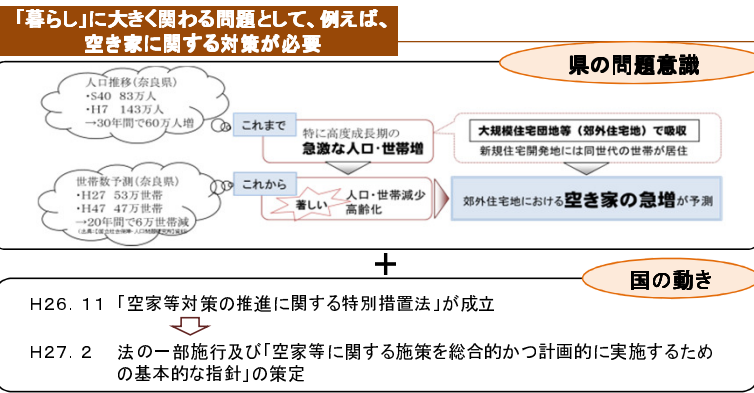 「暮らし」に大きく関わる問題として、例えば、
空き家に関する対策が必要
県の問題意識
人口推移(奈良県)
・S40 83万人
・H7 143万人
→30年間で60万人増
これまで
特に高度成長期の
急激な人口・世帯増
大規模住宅団地等(郊外住宅地)で吸収
新規住宅開発地には同世代の世帯が居住
世帯数予測(奈良県)
・H27 53万世帯
・H47 47万世帯
→20年間で6万世帯減
これから
著しい
人口・世帯減少
高齢化
郊外住宅地における空き家の急増が予測
+
国の動き
H26.11 「空家等対策の推進に関する特別措置法」が成立
H27.2 法の一部施行及び「空家等に関する施策を総合的かつ計画的に実施するため
の基本的な指針」の策定